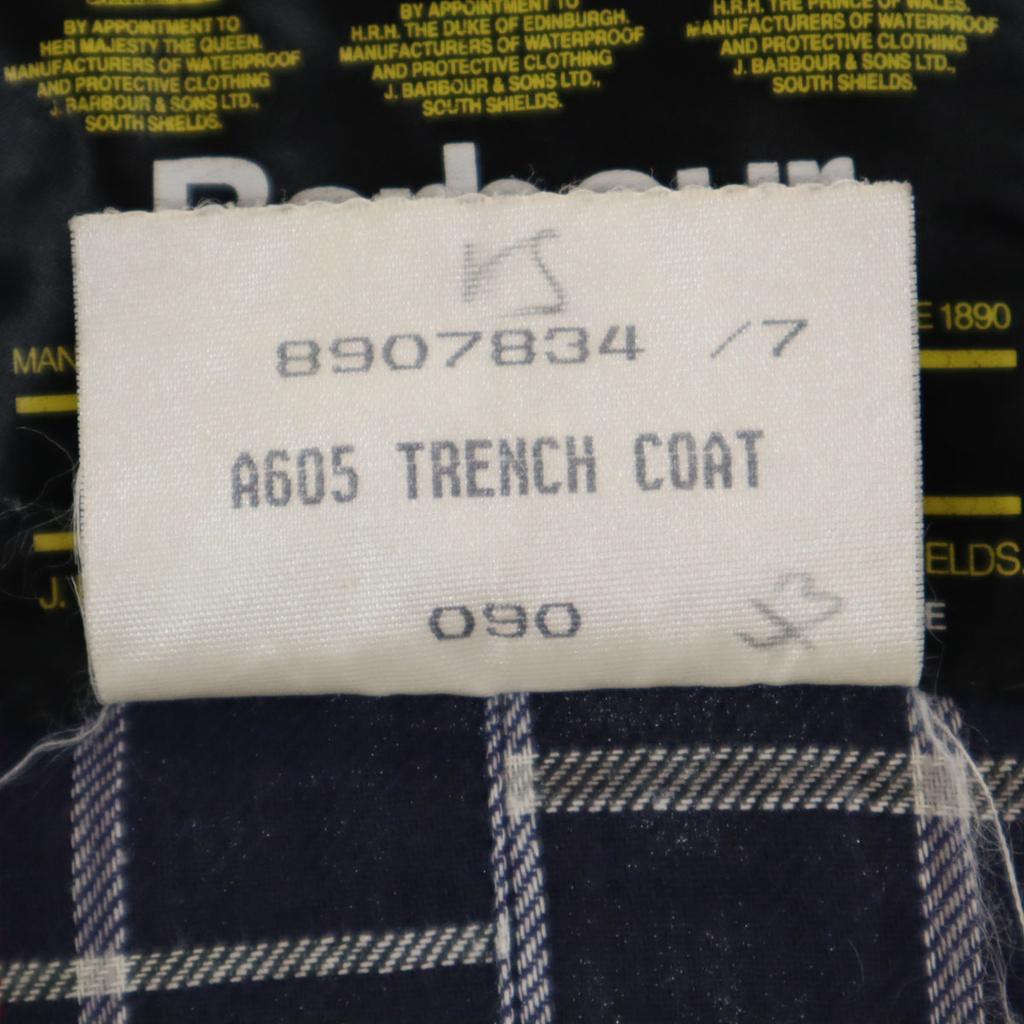 BY APPOINTMENT TO
HER MAJESTY THE QUEEN.
MANUFACTURERS OF WATERPROOF
AND PROTECTIVE CLOTHING
J. BARBOUR & SONS LTD.,
SOUTH SHIELDS.
BY APPOINTMENT TO
H.R.H. THE DUKE OF EDINBURGH.
MANUFACTURERS OF WATERPROOF
AND PROTECTIVE CLOTHING
J. BARBOUR & SONS LTD.,
SOUTH SHIELDS.
H.R.H. THE PRINCE OF WALES.
MANUFACTURERS OF WATERPROOF
AND PROTECTIVE CLOTHING
J. BARBOUR & SONS LTD.,
SOUTH SHIELDS.
Barbour
8907834 /7
A605 TRENCH COAT
090
MAN
E 1890
J.
ELDS.
E